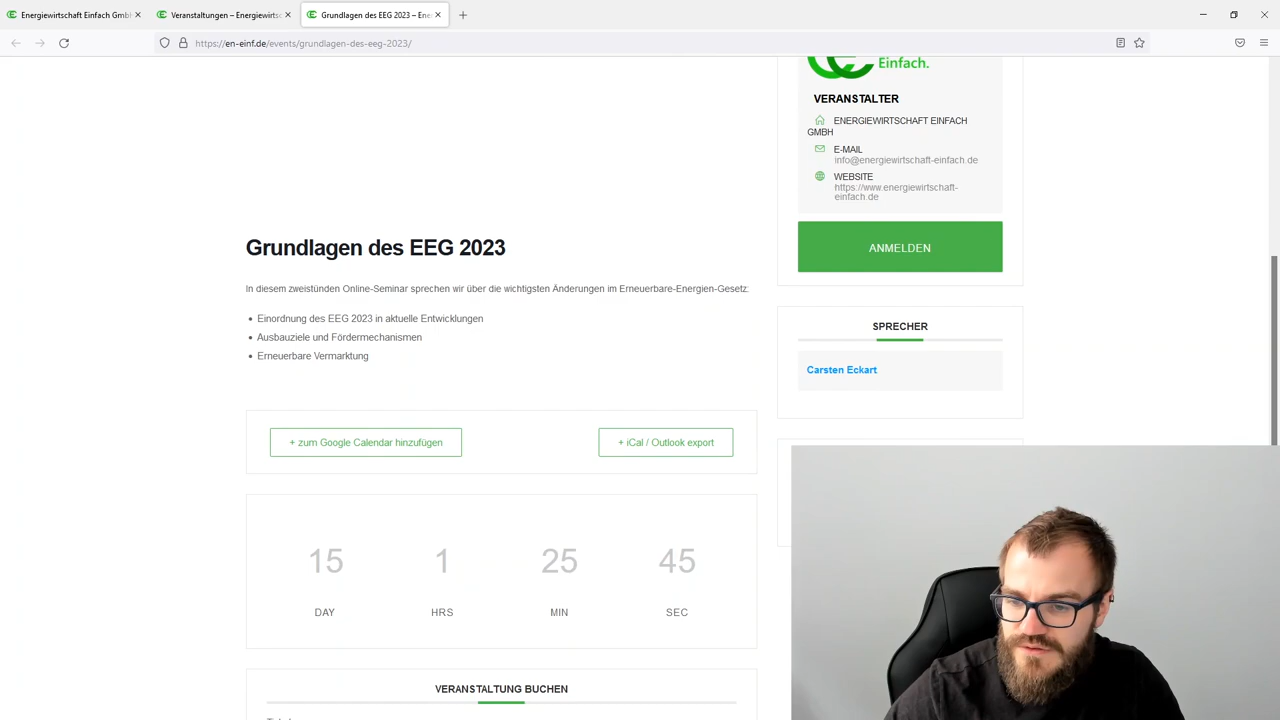 Energiewirtschaft Einfach GmbH
Veranstaltungen – Energiewirtsc
Grundlagen des EEG 2023 – Ene
https://en-einf.de/events/grundlagen-des-eeg-2023/
Einfach.
VERANSTALTER
ENERGIEWIRTSCHAFT EINFACH
GMBH
E-MAIL
info@energiewirtschaft-einfach.de
WEBSITE
https://www.energiewirtschaft-
einfach.de
ANMELDEN
Grundlagen des EEG 2023
In diesem zweistünden Online-Seminar sprechen wir über die wichtigsten Änderungen im Erneuerbare-Energien-Gesetz:
• Einordnung des EEG 2023 in aktuelle Entwicklungen
• Ausbauziele und Fördermechanismen
• Erneuerbare Vermarktung
SPRECHER
Carsten Eckart
+ zum Google Calendar hinzufügen
+ iCal / Outlook export
15 1 25 45
DAY HRS MIN SEC
VERANSTALTUNG BUCHEN